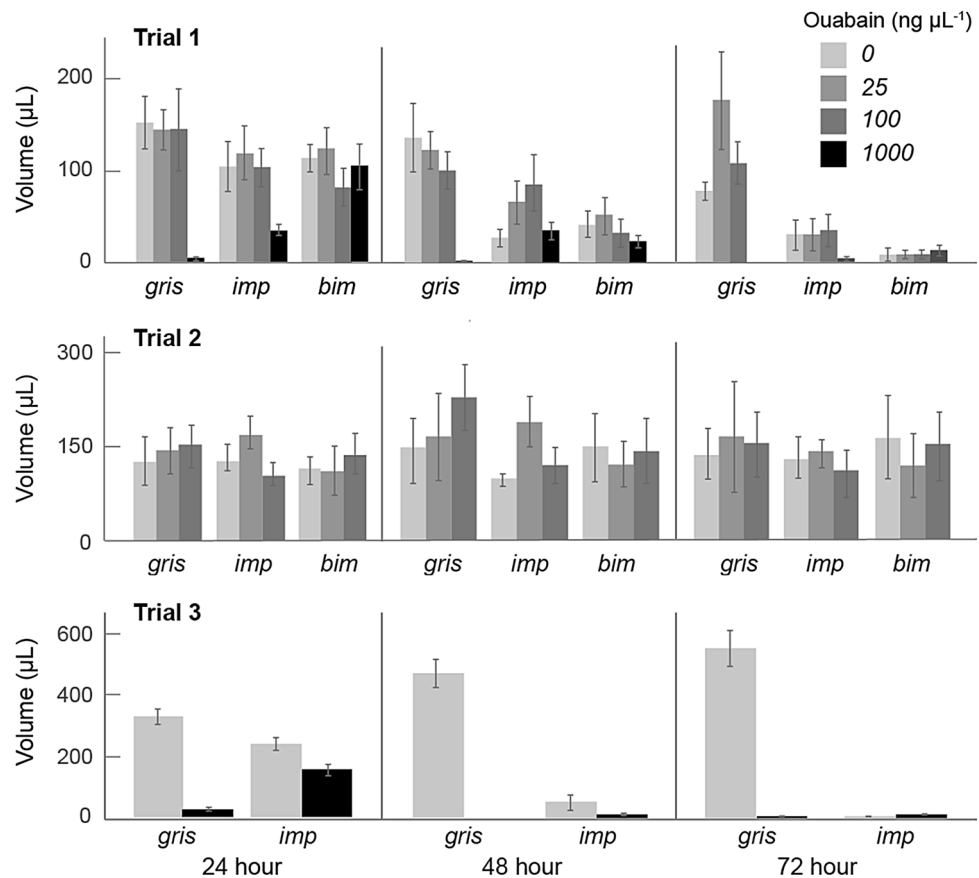 Ouabain (ng µL-1)
0
25
100
1000
Trial 1
Volume (µL)
200
100
0
gris imp bim gris imp bim gris imp bim
Trial 2
Volume (µL)
300
150
0
gris imp bim gris imp bim gris imp bim
Trial 3
Volume (µL)
600
400
200
0
gris imp gris imp gris imp
24 hour 48 hour 72 hour